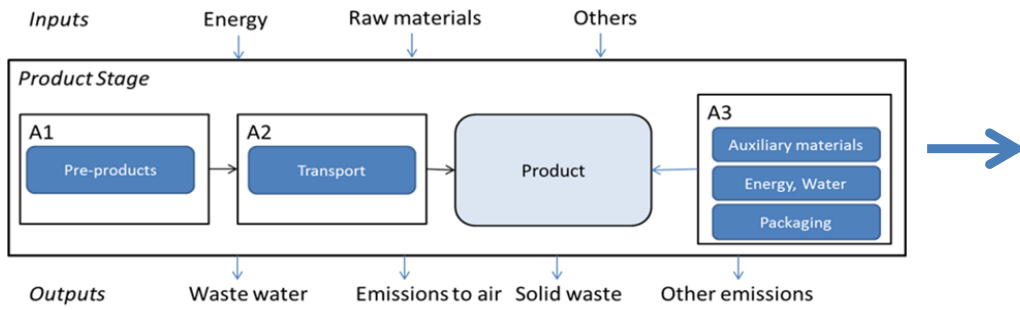 Inputs
Energy
Raw materials
Others
Product Stage
A1
Pre-products
A2
Transport
Product
A3
Auxiliary materials
Energy, Water
Packaging
Outputs
Waste water
Emissions to air
Solid waste
Other emissions